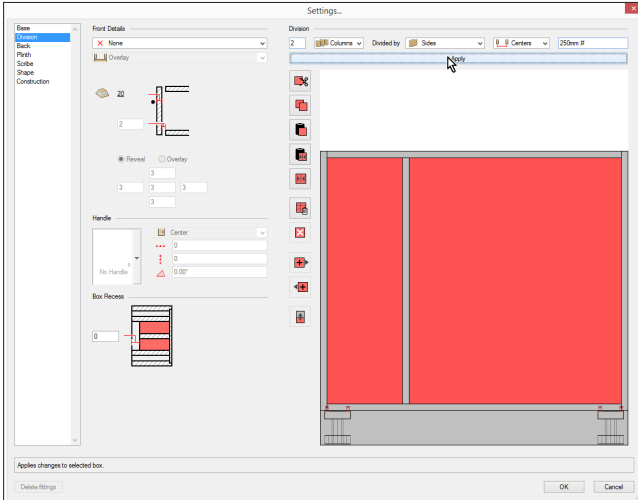 Settings...
Base
Division
Back
Plinth
Scribe
Shape
Construction
Front Details
None
Overlay
20
2
Reveal Overlay
3
3 3 3
3
Handle
No Handle
Center
0
0
0.00°
Box Recess
0
Division
2 Columns Divided by Sides Centers 250mm #
Apply
Applies changes to selected box.
Delete fittings
OK Cancel